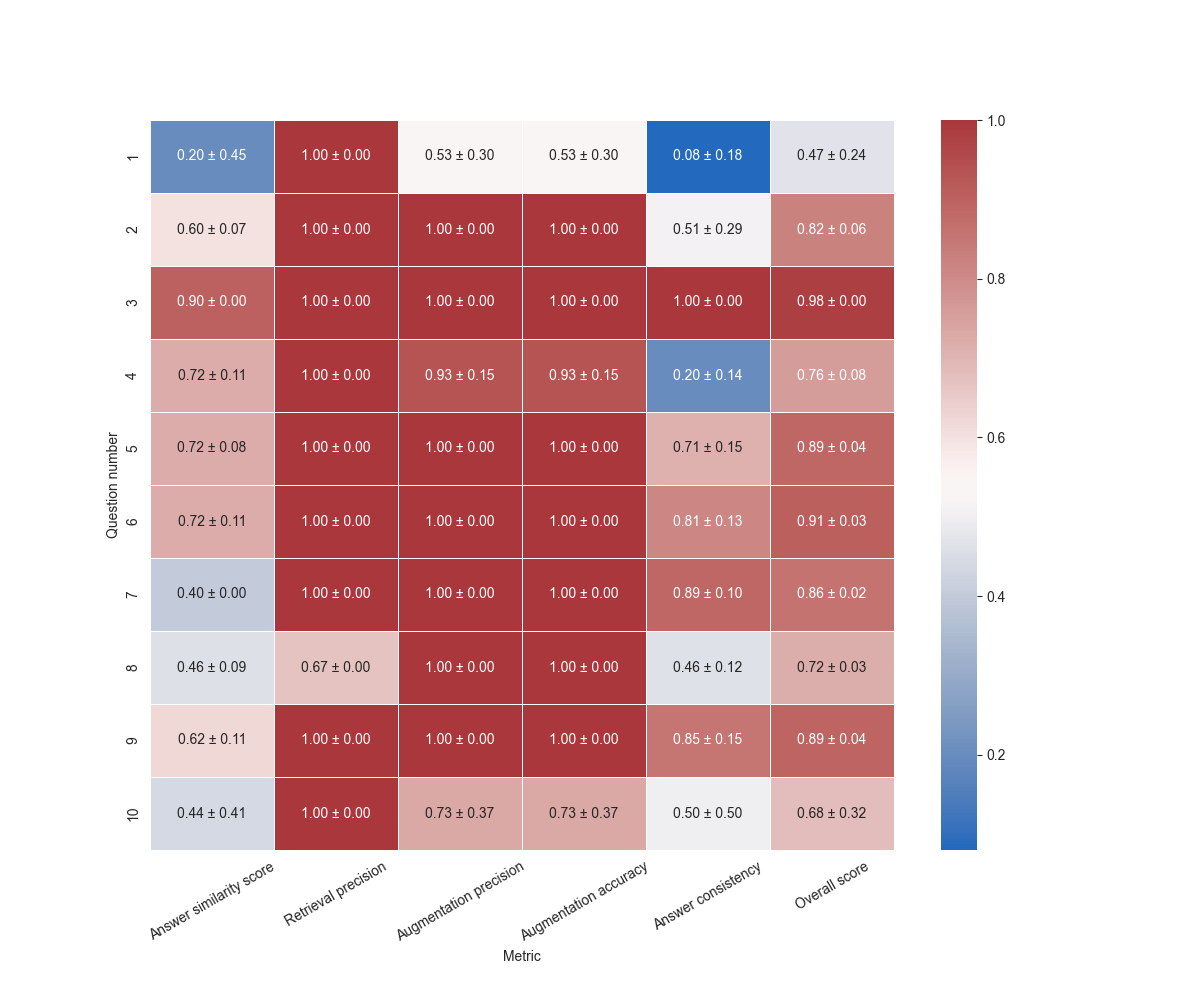 1 0.20 ± 0.45 1.00 ± 0.00 0.53 ± 0.30 0.53 ± 0.30 0.08 ± 0.18 0.47 ± 0.24
2 0.60 ± 0.07 1.00 ± 0.00 1.00 ± 0.00 1.00 ± 0.00 0.51 ± 0.29 0.82 ± 0.06
3 0.90 ± 0.00 1.00 ± 0.00 1.00 ± 0.00 1.00 ± 0.00 1.00 ± 0.00 0.98 ± 0.00
4 0.72 ± 0.11 1.00 ± 0.00 0.93 ± 0.15 0.93 ± 0.15 0.20 ± 0.14 0.76 ± 0.08
5 0.72 ± 0.08 1.00 ± 0.00 1.00 ± 0.00 1.00 ± 0.00 0.71 ± 0.15 0.89 ± 0.04
6 0.72 ± 0.11 1.00 ± 0.00 1.00 ± 0.00 1.00 ± 0.00 0.81 ± 0.13 0.91 ± 0.03
7 0.40 ± 0.00 1.00 ± 0.00 1.00 ± 0.00 1.00 ± 0.00 0.89 ± 0.10 0.86 ± 0.02
8 0.46 ± 0.09 0.67 ± 0.00 1.00 ± 0.00 1.00 ± 0.00 0.46 ± 0.12 0.72 ± 0.03
9 0.62 ± 0.11 1.00 ± 0.00 1.00 ± 0.00 1.00 ± 0.00 0.85 ± 0.15 0.89 ± 0.04
10 0.44 ± 0.41 1.00 ± 0.00 0.73 ± 0.37 0.73 ± 0.37 0.50 ± 0.50 0.68 ± 0.32
Question number
Answer similarity score
Retrieval precision
Augmentation precision
Augmentation accuracy
Answer consistency
Overall score
Metric
1.0
0.8
0.6
0.4
0.2